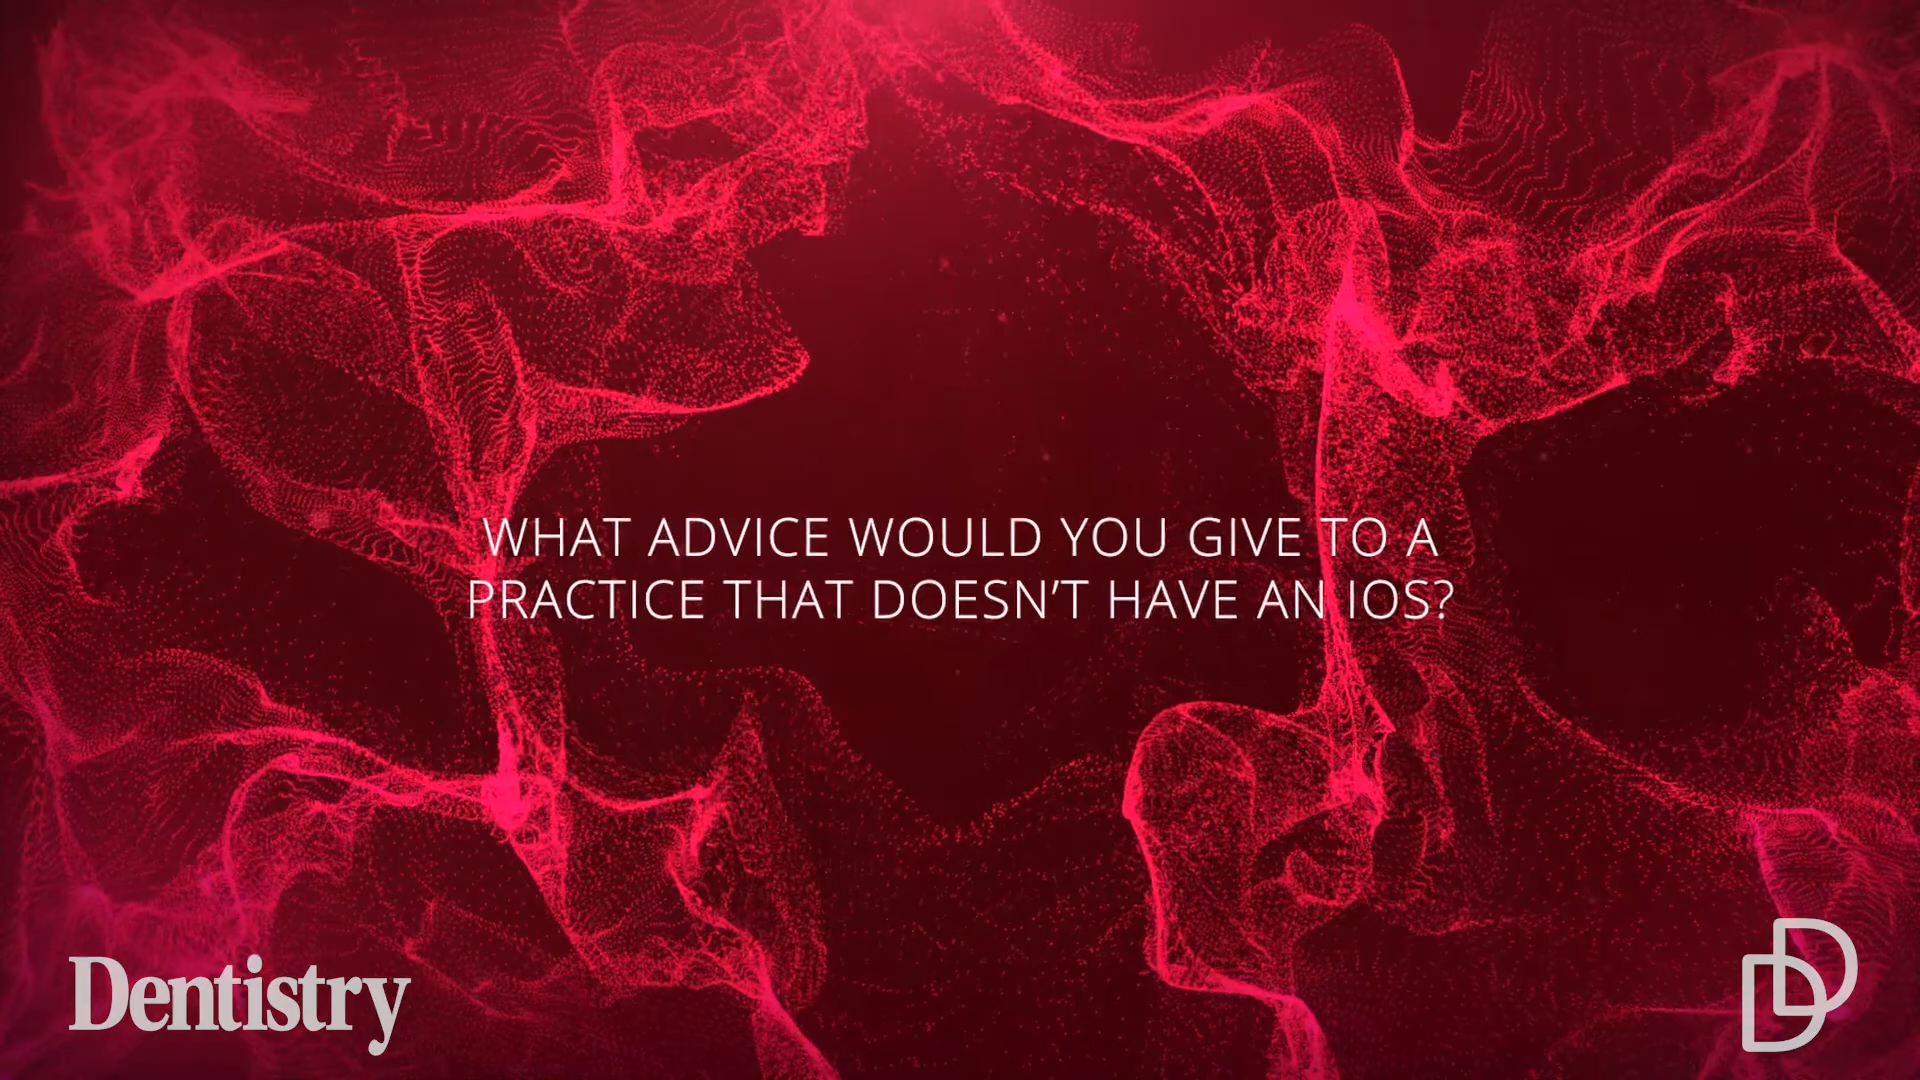 WHAT ADVICE WOULD YOU GIVE TO A
PRACTICE THAT DOESN’T HAVE AN IOS?
Dentistry